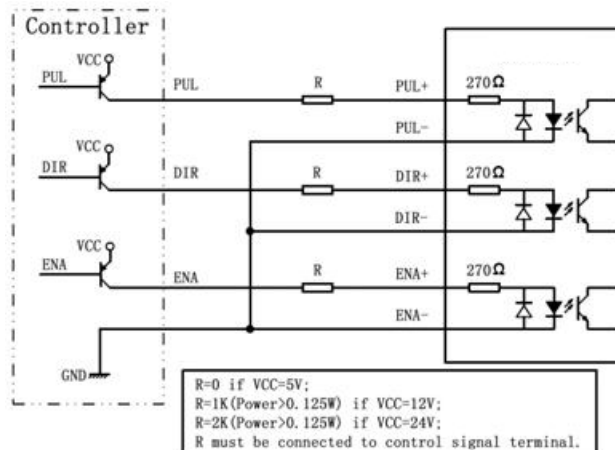 Controller
VCC
PUL PUL R PUL+ 270Ω
PUL-
VCC
DIR DIR R DIR+ 270Ω
DIR-
VCC
ENA ENA R ENA+ 270Ω
ENA-
GND
R=0 if VCC=5V;
R=1K(Power>0.125W) if VCC=12V;
R=2K(Power>0.125W) if VCC=24V;
R must be connected to control signal terminal.